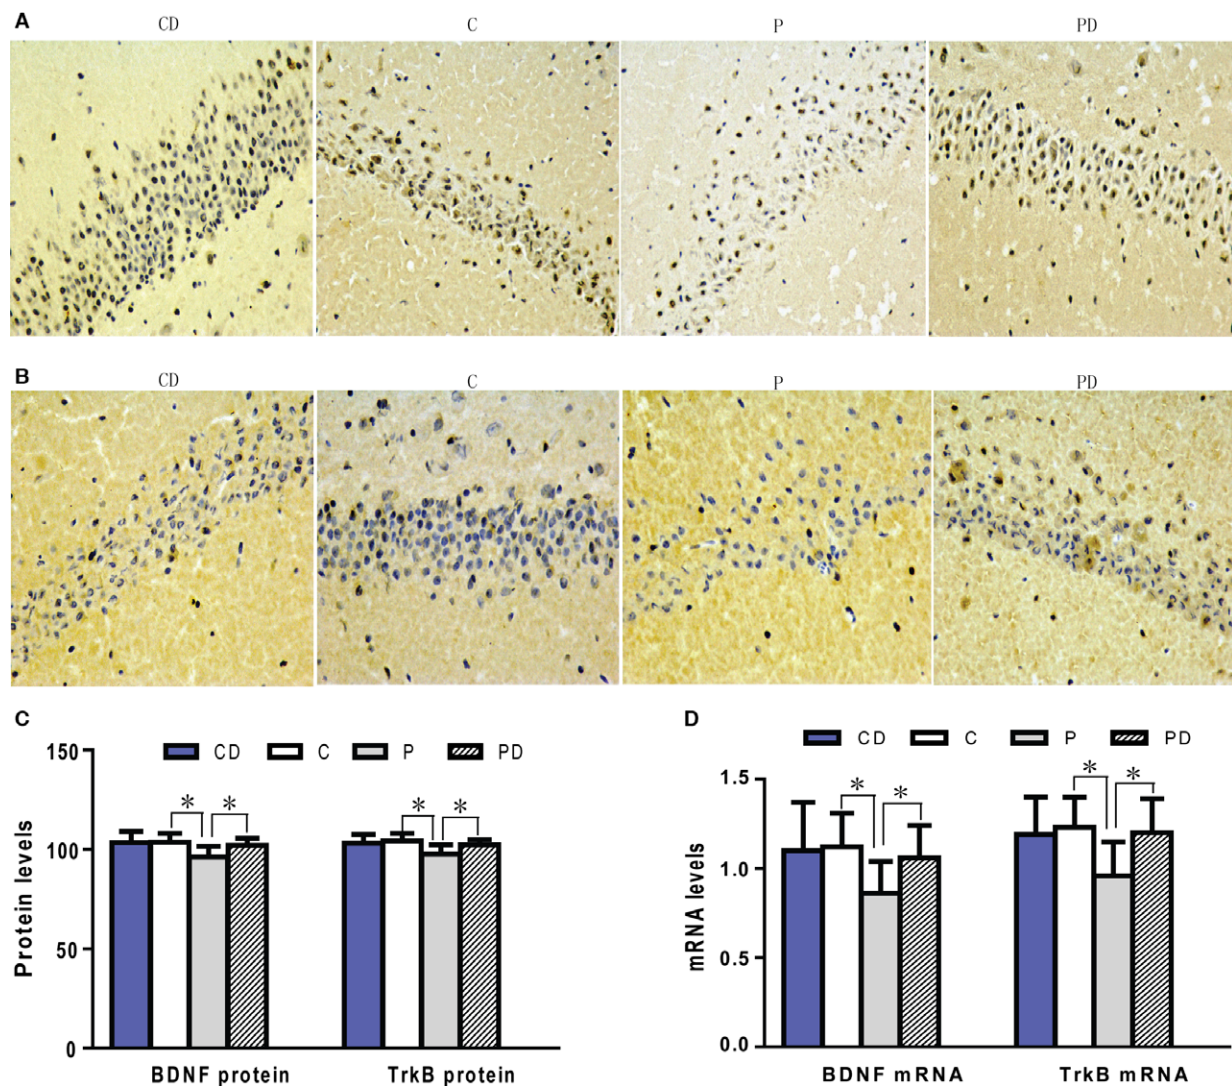 A
CD C P PD
B
CD C P PD
C
CD C P PD
150
100
50
0
Protein levels
* * * *
BDNF protein TrkB protein
D
CD C P PD
1.5
1.0
0.5
0.0
mRNA levels
* * * *
BDNF mRNA TrkB mRNA